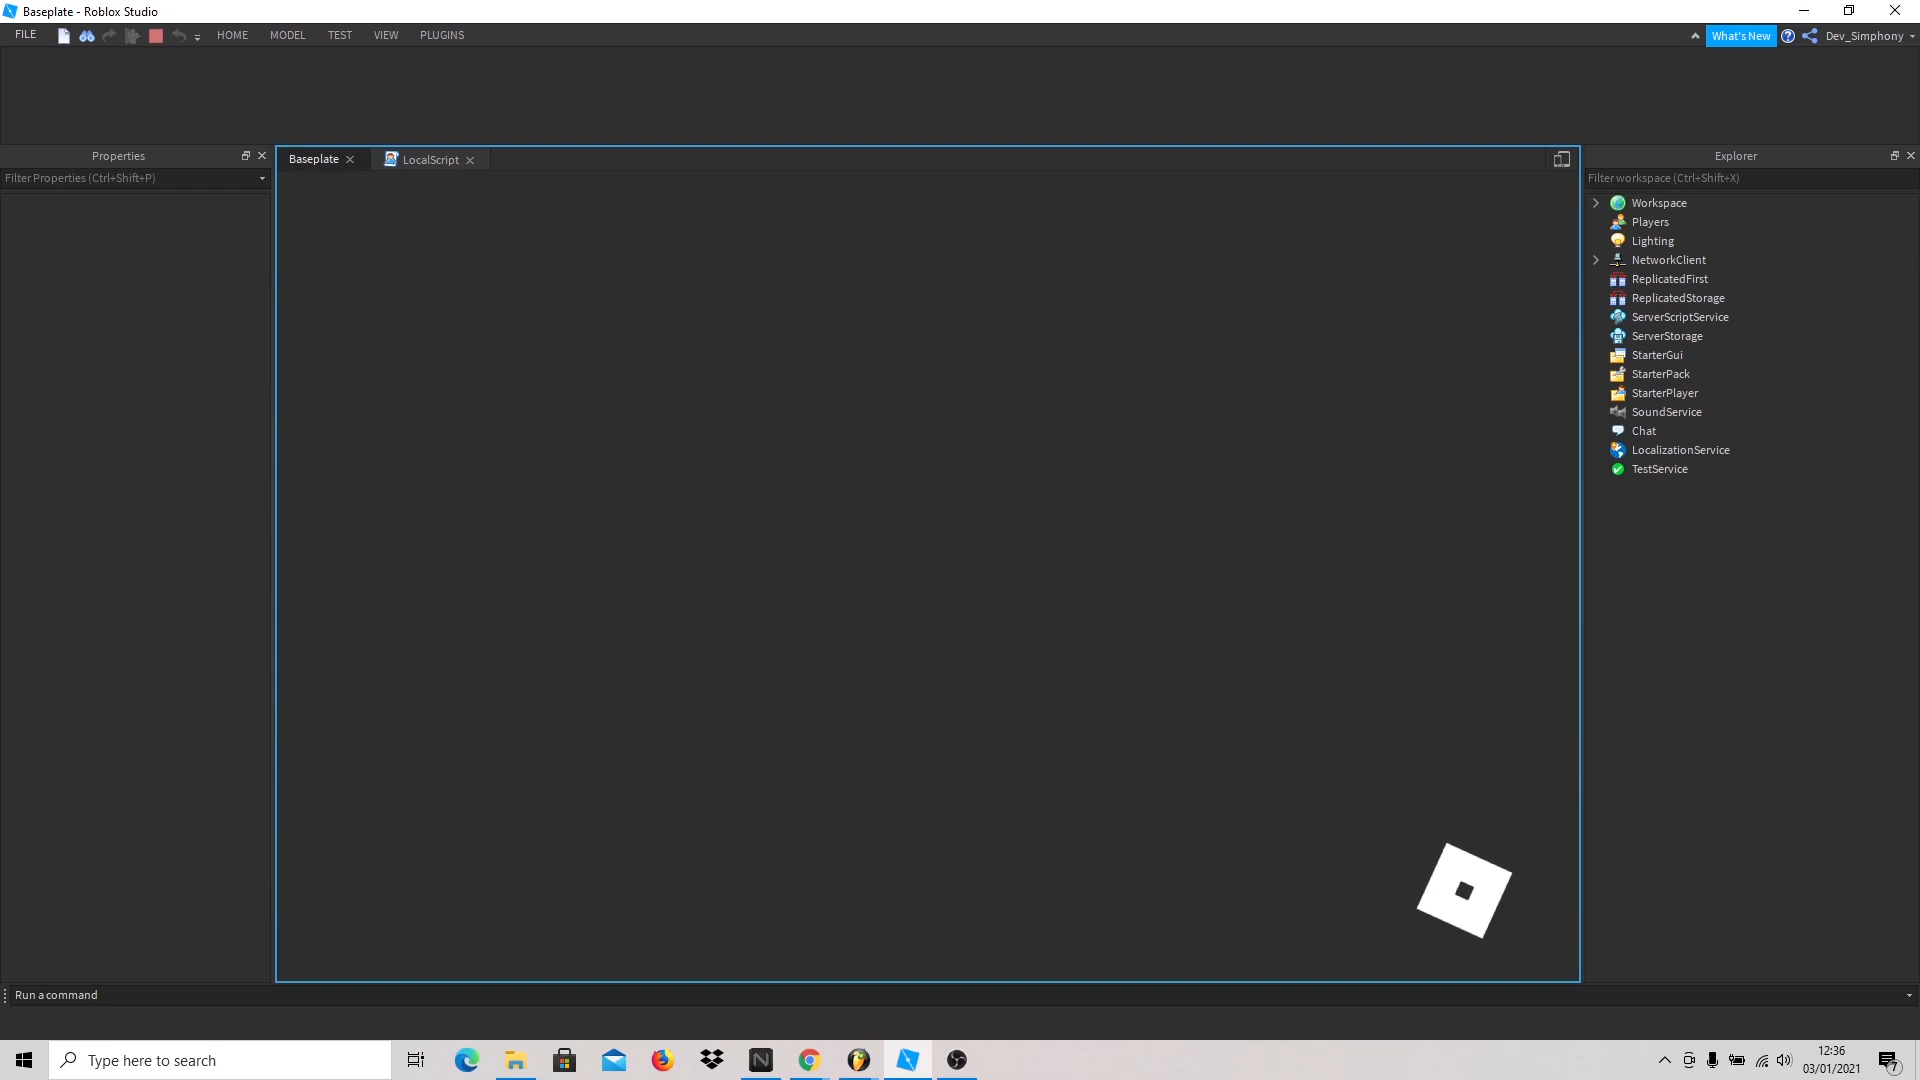 Baseplate - Roblox Studio
FILE
HOME
MODEL
TEST
VIEW
PLUGINS
What's New
Dev_Simphony
Properties
Filter Properties (Ctrl+Shift+P)
Baseplate
LocalScript
Explorer
Filter workspace (Ctrl+Shift+X)
Workspace
Players
Lighting
NetworkClient
ReplicatedFirst
ReplicatedStorage
ServerScriptService
ServerStorage
StarterGui
StarterPack
StarterPlayer
SoundService
Chat
LocalizationService
TestService
Run a command
Type here to search
12:36
03/01/2021
7